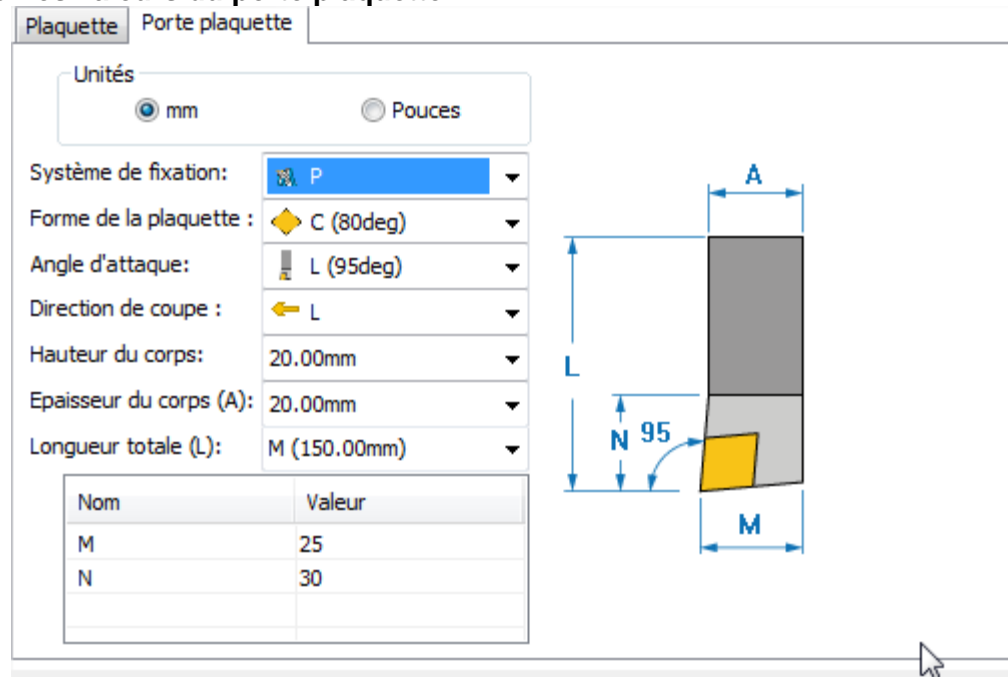 Plaquette Porte plaquette
Unités
mm Pouces
Système de fixation: P
Forme de la plaquette : C (80deg)
Angle d'attaque: L (95deg)
Direction de coupe : L
Hauteur du corps: 20.00mm
Epaisseur du corps (A): 20.00mm
Longueur totale (L): M (150.00mm)
Nom Valeur
M 25
N 30
A
L
N 95
M